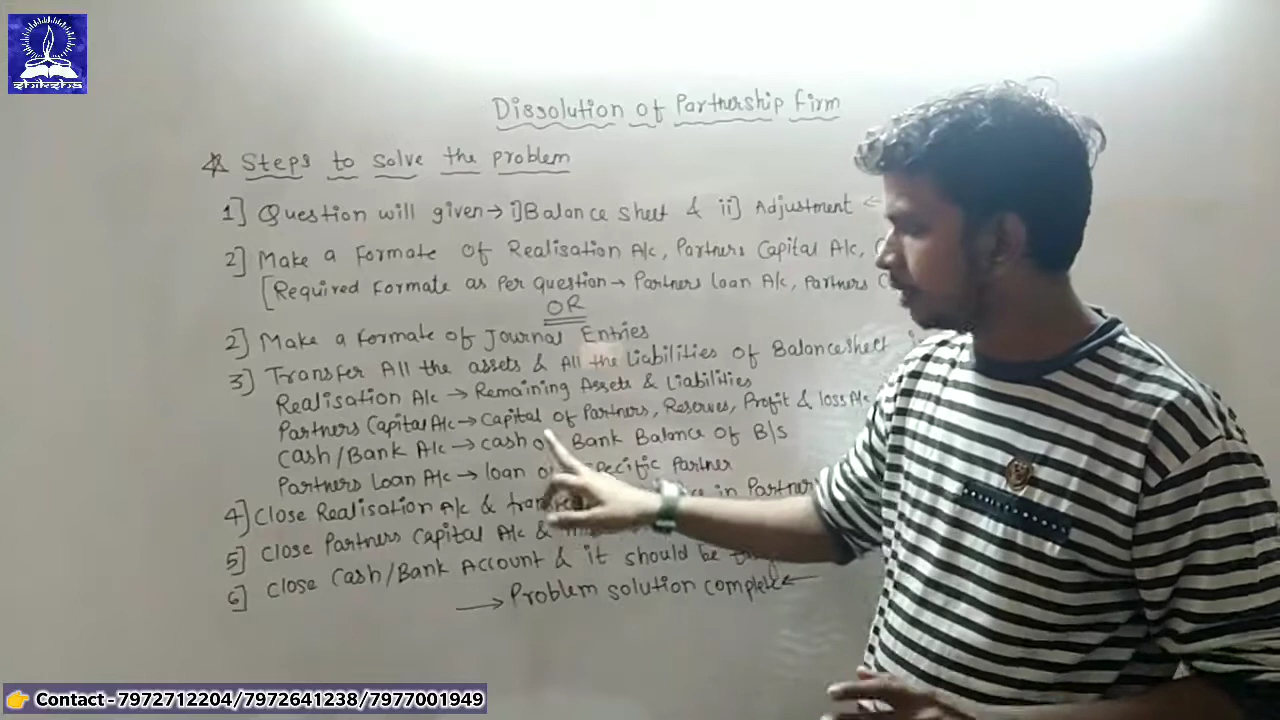 shiksha
Dissolution of Partnership Firm
Steps to solve the problem
1] Question will given → i] Balance sheet & ii] Adjustment ←
2] Make a Formate of Realisation A/c, Partners Capital A/c,
[Required Formate as Per question → Partners Loan A/c, Partners
OR
2] Make a Formate of Journal Entries
3] Transfer All the assets & All the Liabilities of Balancesheet
Realisation A/c → Remaining Assets & Liabilities
Partners Capital A/c → Capital of Partners, Reserves, Profit & loss A/c
Cash/Bank A/c → cash Bank Balance of B/s
Partners Loan A/c → loan Partner
4] Close Realisation A/c & in
5] Close Partners Capital A/c &
6] Close Cash/Bank Account & it should be
→ Problem solution complete ←
👉 Contact - 7972712204/7972641238/7977001949